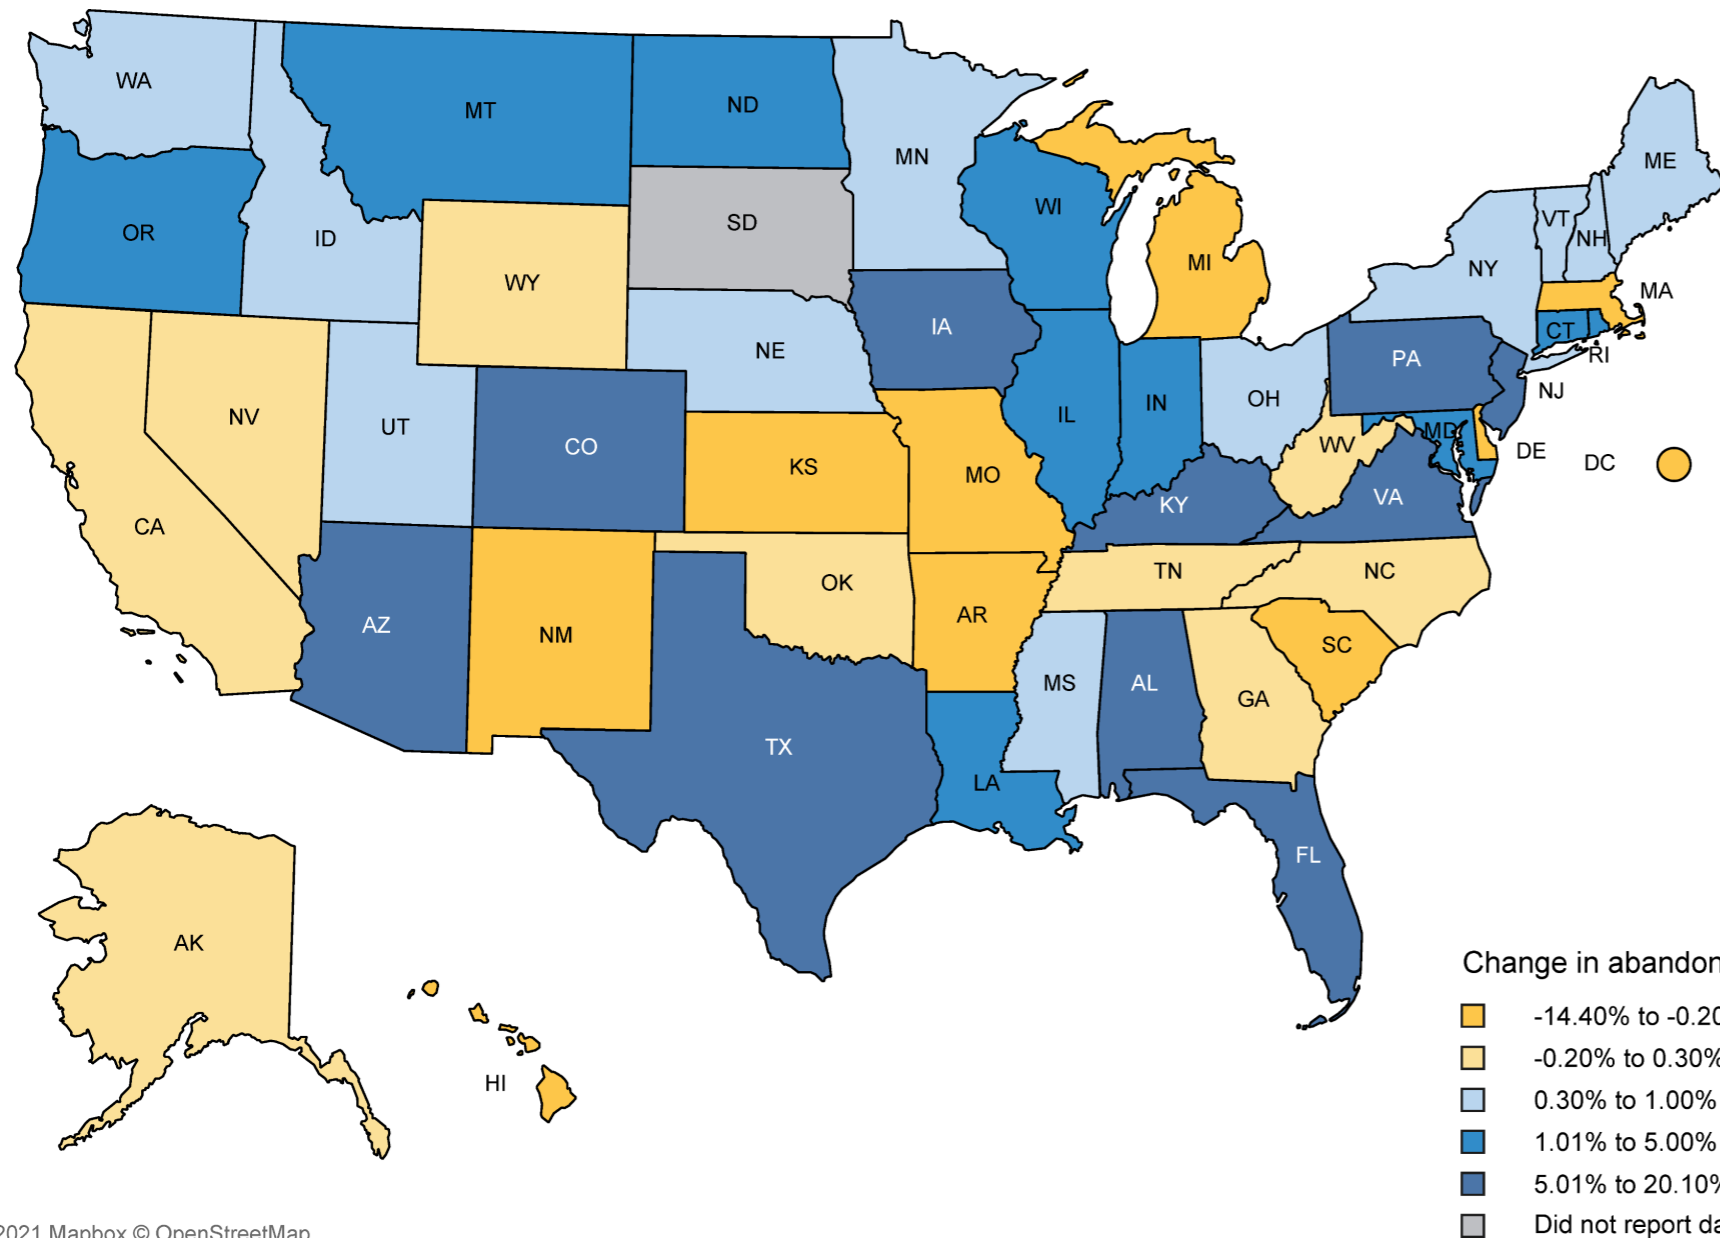 WA
MT
ND
MN
ME
OR
ID
SD
WI
VT
NH
WY
MI
NY
MA
IA
NE
CT
RI
PA
NJ
NV
UT
CO
IL
IN
OH
MD
WV
DE
DC
KS
MO
CA
KY
VA
OK
TN
NC
AZ
NM
AR
SC
MS
AL
GA
TX
LA
FL
AK
HI
Change in abandon
-14.40% to -0.20
-0.20% to 0.30%
0.30% to 1.00%
1.01% to 5.00%
5.01% to 20.10%
Did not report da
2021 Mapbox © OpenStreetMap